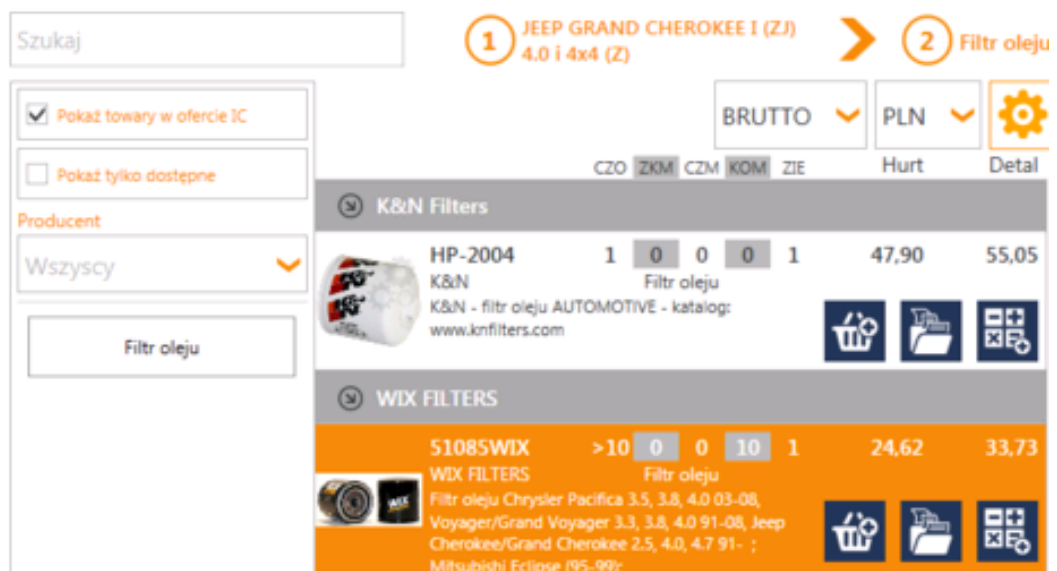 Szukaj
1 JEEP GRAND CHEROKEE I (ZJ)
4.0 i 4x4 (Z)
2 Filtr oleju
Pokaż towary w ofercie IC
Pokaż tylko dostępne
Producent
Wszyscy
Filtr oleju
BRUTTO PLN
CZO ZKM CZM KOM ZIE Hurt Detal
K&N Filters
HP-2004 1 0 0 0 1 47,90 55,05
K&N Filtr oleju
K&N - filtr oleju AUTOMOTIVE - katalog:
www.knfilters.com
WIX FILTERS
51085WIX >10 0 0 10 1 24,62 33,73
WIX FILTERS Filtr oleju
Filtr oleju Chrysler Pacifica 3.5, 3.8, 4.0 03-08,
Voyager/Grand Voyager 3.3, 3.8, 4.0 91-08, Jeep
Cherokee/Grand Cherokee 2.5, 4.0, 4.7 91- ;
Mitsubishi Eclipse (95-99);